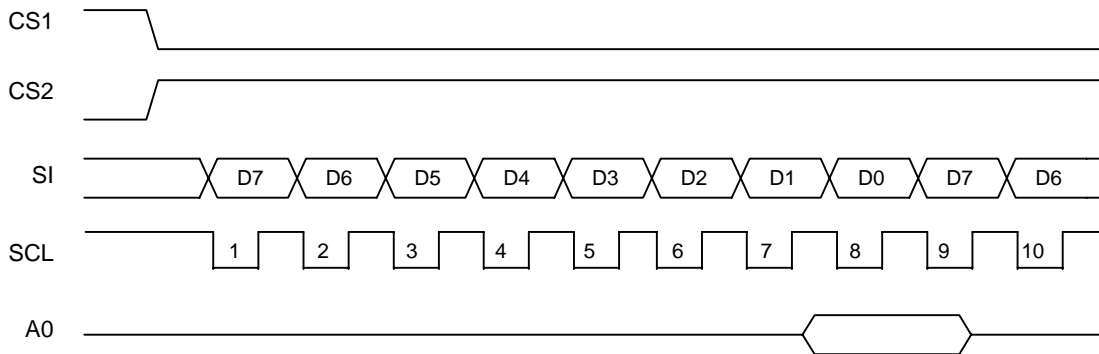 CS1
CS2
SI D7 D6 D5 D4 D3 D2 D1 D0 D7 D6
SCL 1 2 3 4 5 6 7 8 9 10
A0